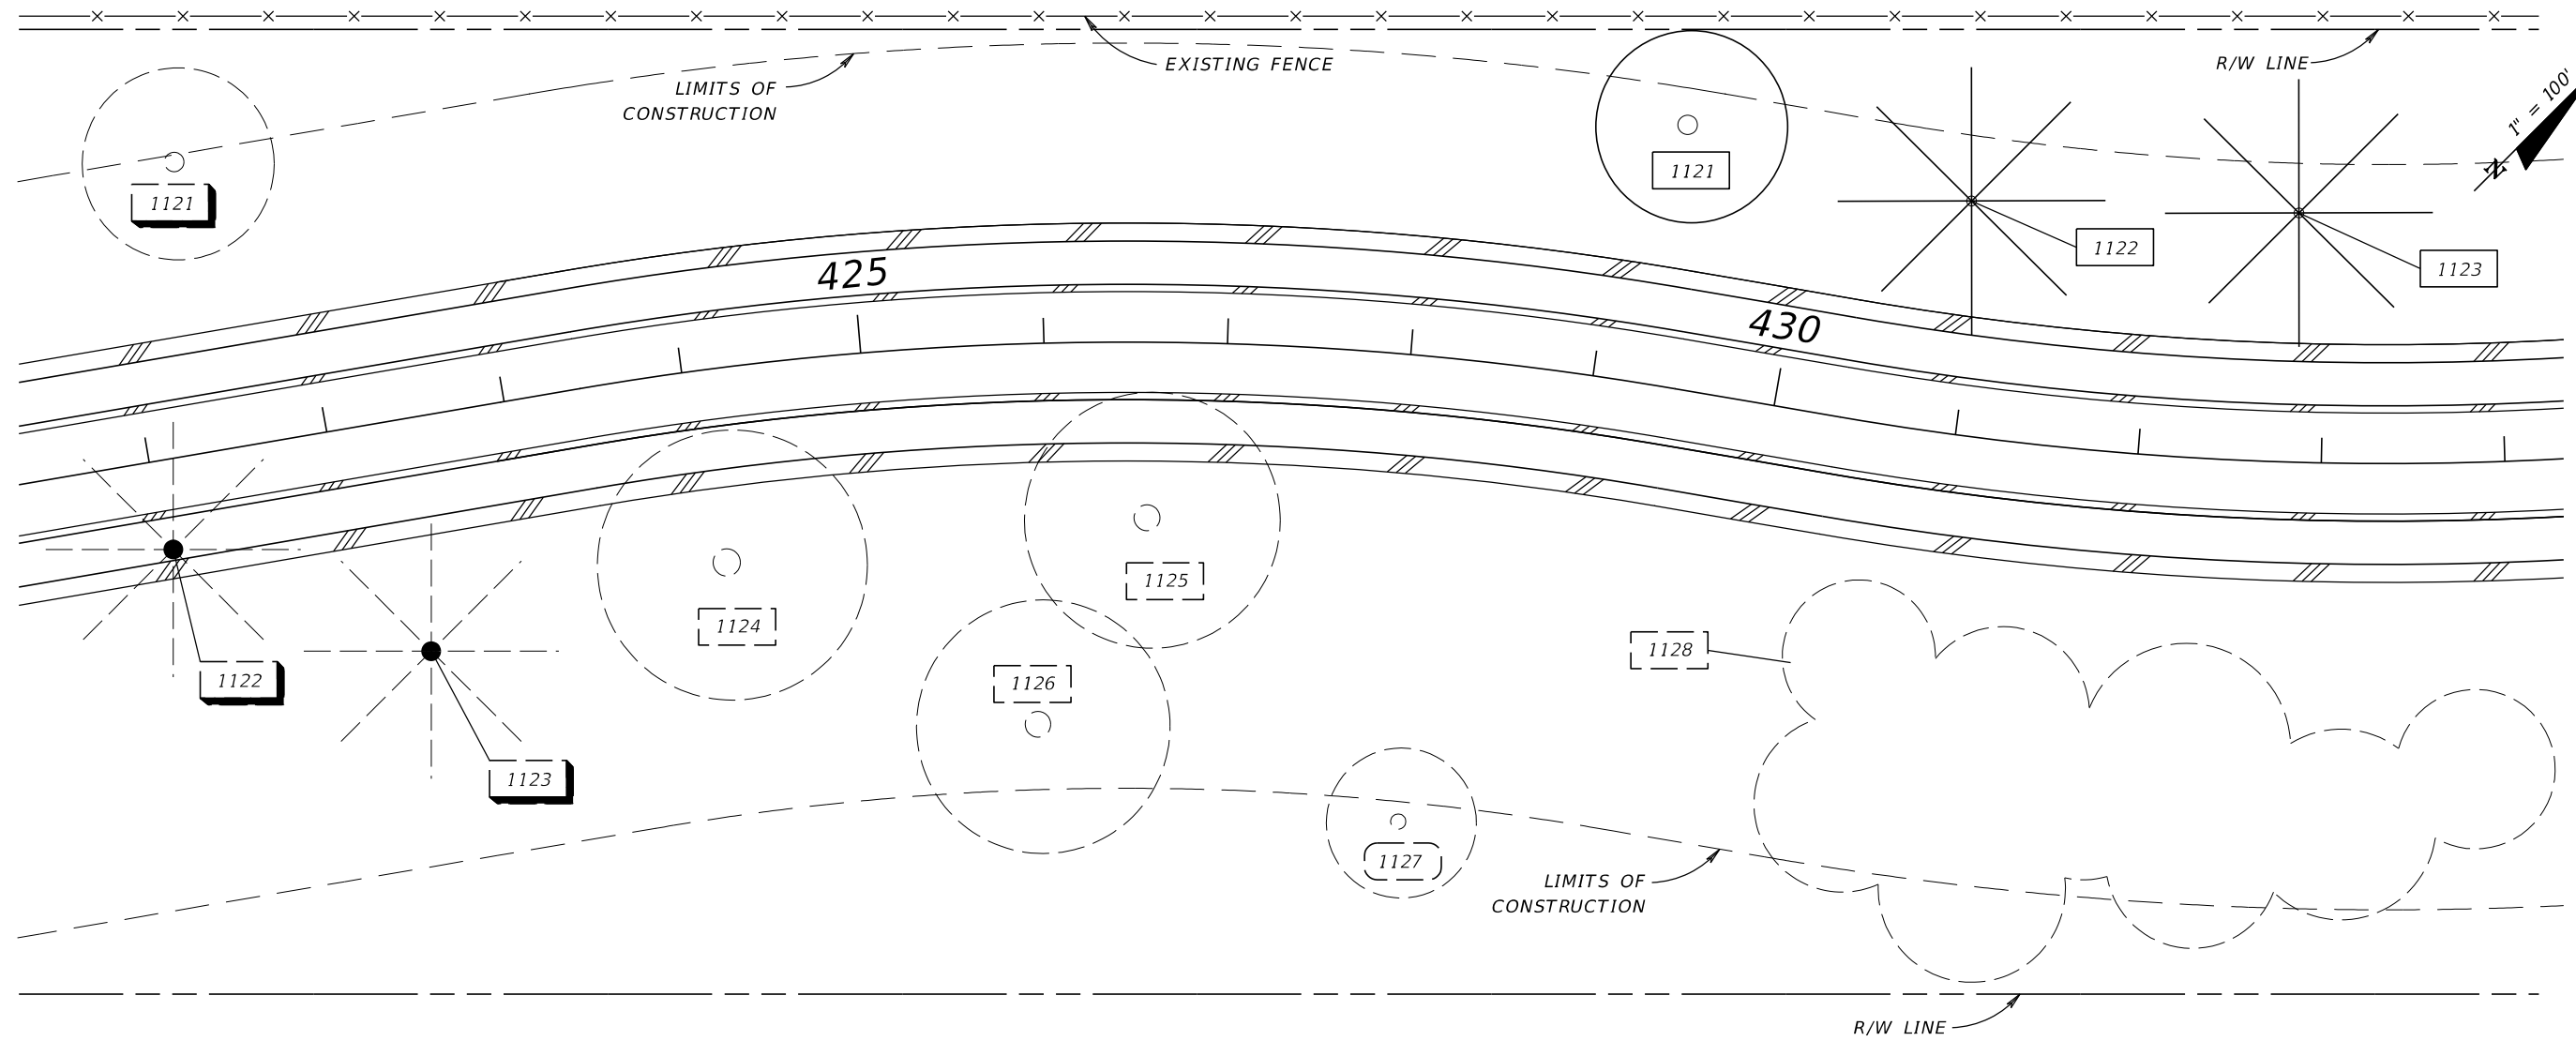 EXISTING FENCE
R/W LINE
LIMITS OF
CONSTRUCTION
1" = 100'
N
1121
1121
1122
1123
425
430
1125
1124
1128
1126
1122
1123
1127
LIMITS OF
CONSTRUCTION
R/W LINE